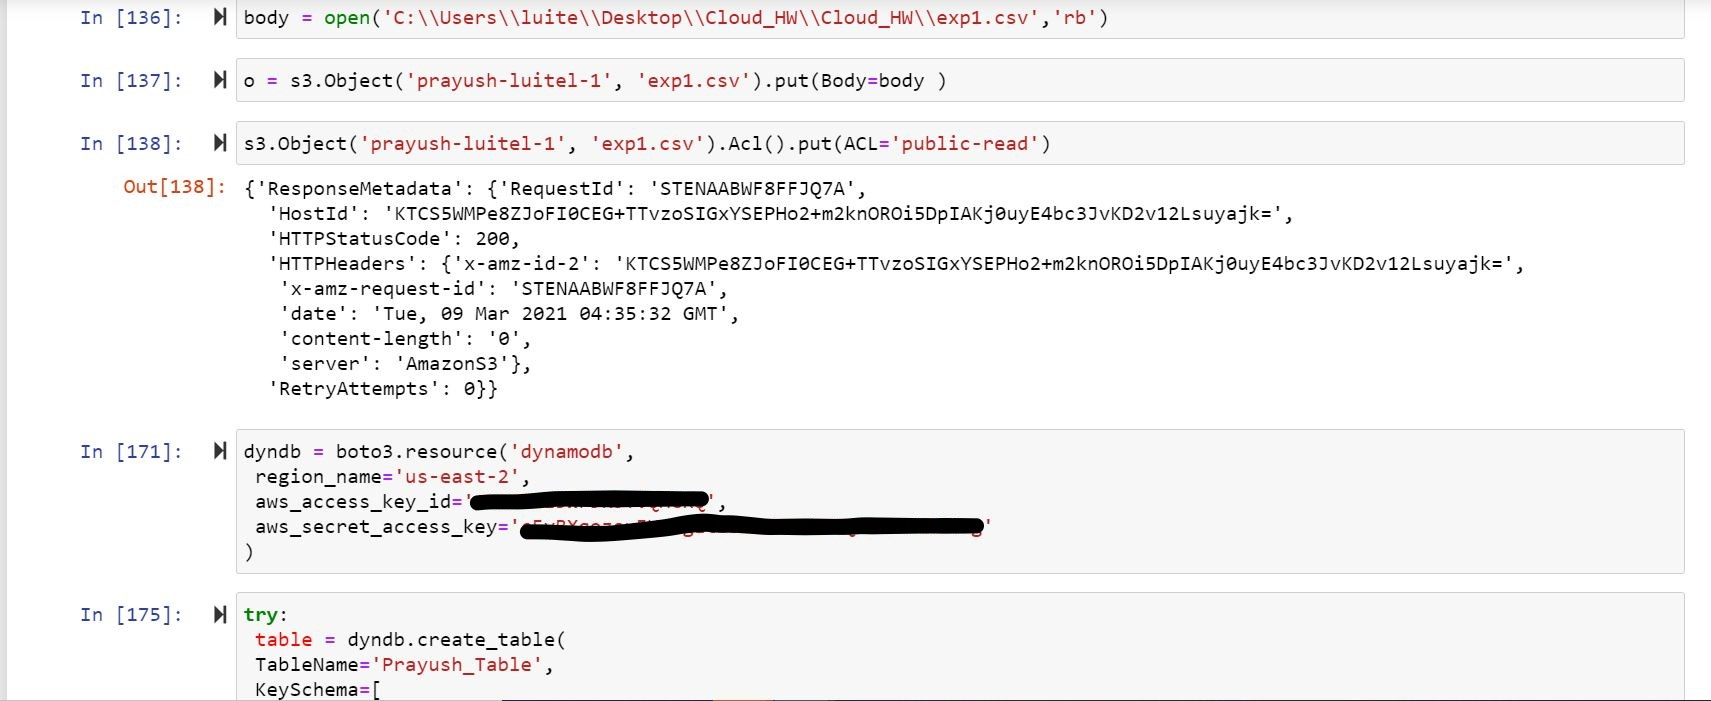 In [136]: body = open('C:\\Users\\luite\\Desktop\\Cloud_HW\\Cloud_HW\\exp1.csv','rb')
In [137]: o = s3.Object('prayush-luitel-1', 'exp1.csv').put(Body=body )
In [138]: s3.Object('prayush-luitel-1', 'exp1.csv').Acl().put(ACL='public-read')
Out[138]: {'ResponseMetadata': {'RequestId': 'STENAABWF8FFJQ7A',
'HostId': 'KTCS5WMPe8ZJoFI0CEG+TTvzoSIGxYSEPHo2+m2knOROi5DpIAKj0uyE4bc3JvKD2v12Lsuyajk=',
'HTTPStatusCode': 200,
'HTTPHeaders': {'x-amz-id-2': 'KTCS5WMPe8ZJoFI0CEG+TTvzoSIGxYSEPHo2+m2knOROi5DpIAKj0uyE4bc3JvKD2v12Lsuyajk=',
'x-amz-request-id': 'STENAABWF8FFJQ7A',
'date': 'Tue, 09 Mar 2021 04:35:32 GMT',
'content-length': '0',
'server': 'AmazonS3'},
'RetryAttempts': 0}}
In [171]: dyndb = boto3.resource('dynamodb',
region_name='us-east-2',
aws_access_key_id=' ',
aws_secret_access_key=' '
)
In [175]: try:
table = dyndb.create_table(
TableName='Prayush_Table',
KeySchema=[